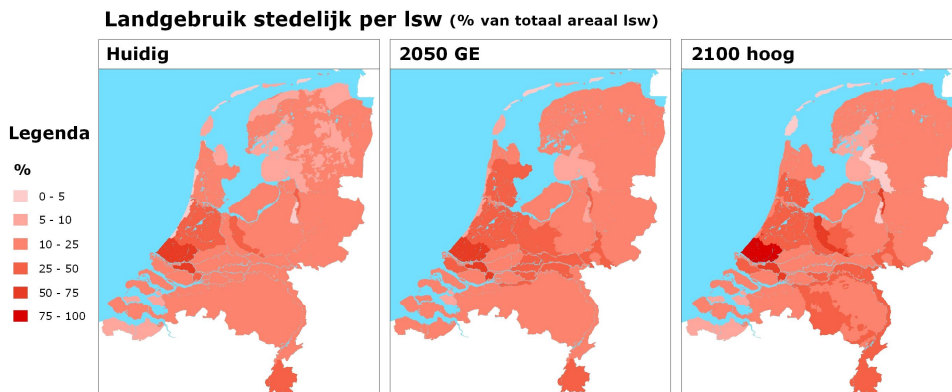 Landgebruik stedelijk per lsw (% van totaal areaal lsw)
Huidig
2050 GE
2100 hoog
Legenda
%
0 - 5
5 - 10
10 - 25
25 - 50
50 - 75
75 - 100